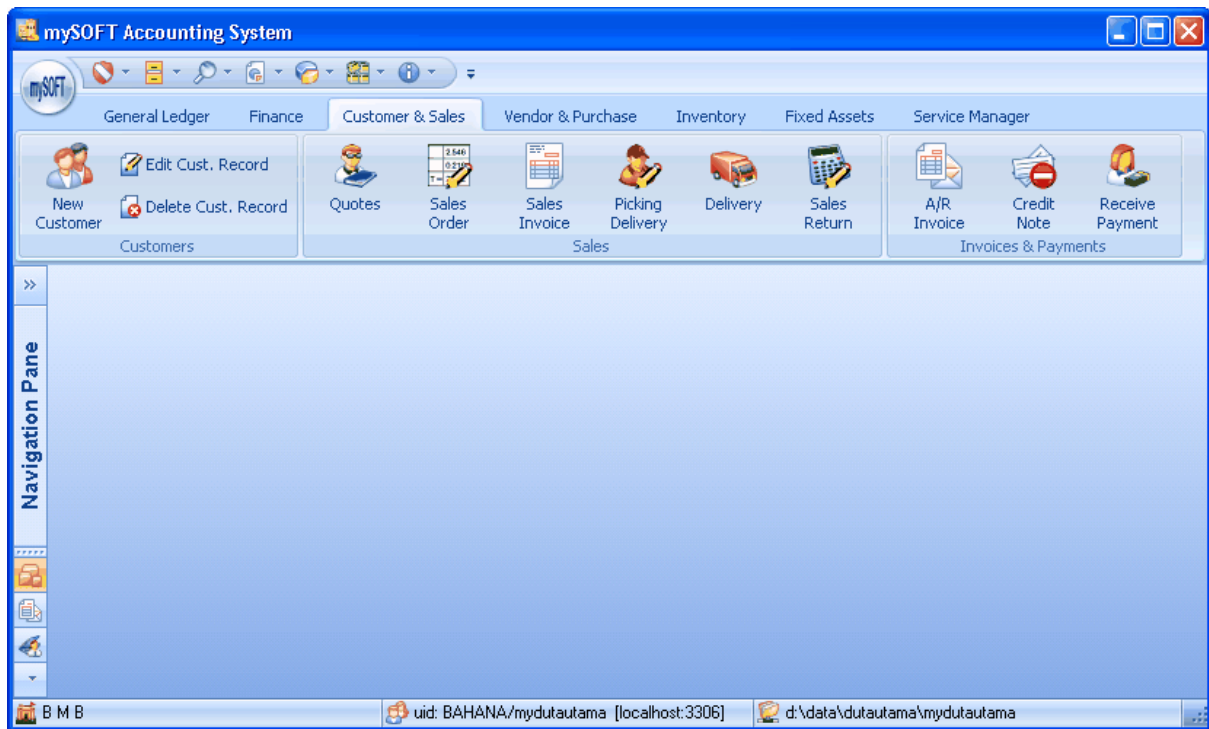 mySOFT Accounting System
mySOFT
General Ledger Finance Customer & Sales Vendor & Purchase Inventory Fixed Assets Service Manager
New Customer
Edit Cust. Record
Delete Cust. Record
Customers
Quotes
Sales Order
Sales Invoice
Picking Delivery
Delivery
Sales Return
Sales
A/R Invoice
Credit Note
Receive Payment
Invoices & Payments
Navigation Pane
B M B
uid: BAHANA/mydutautama [localhost:3306]
d:\data\dutautama\mydutautama